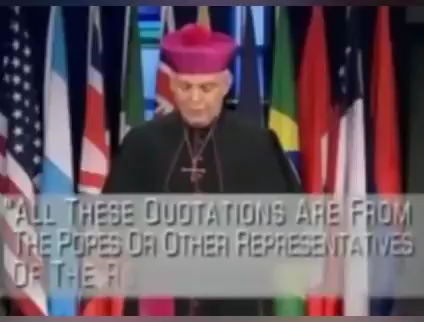 "ALL THESE QUOTATIONS ARE FROM
THE POPES OR OTHER REPRESENTATIVES
OF THE R